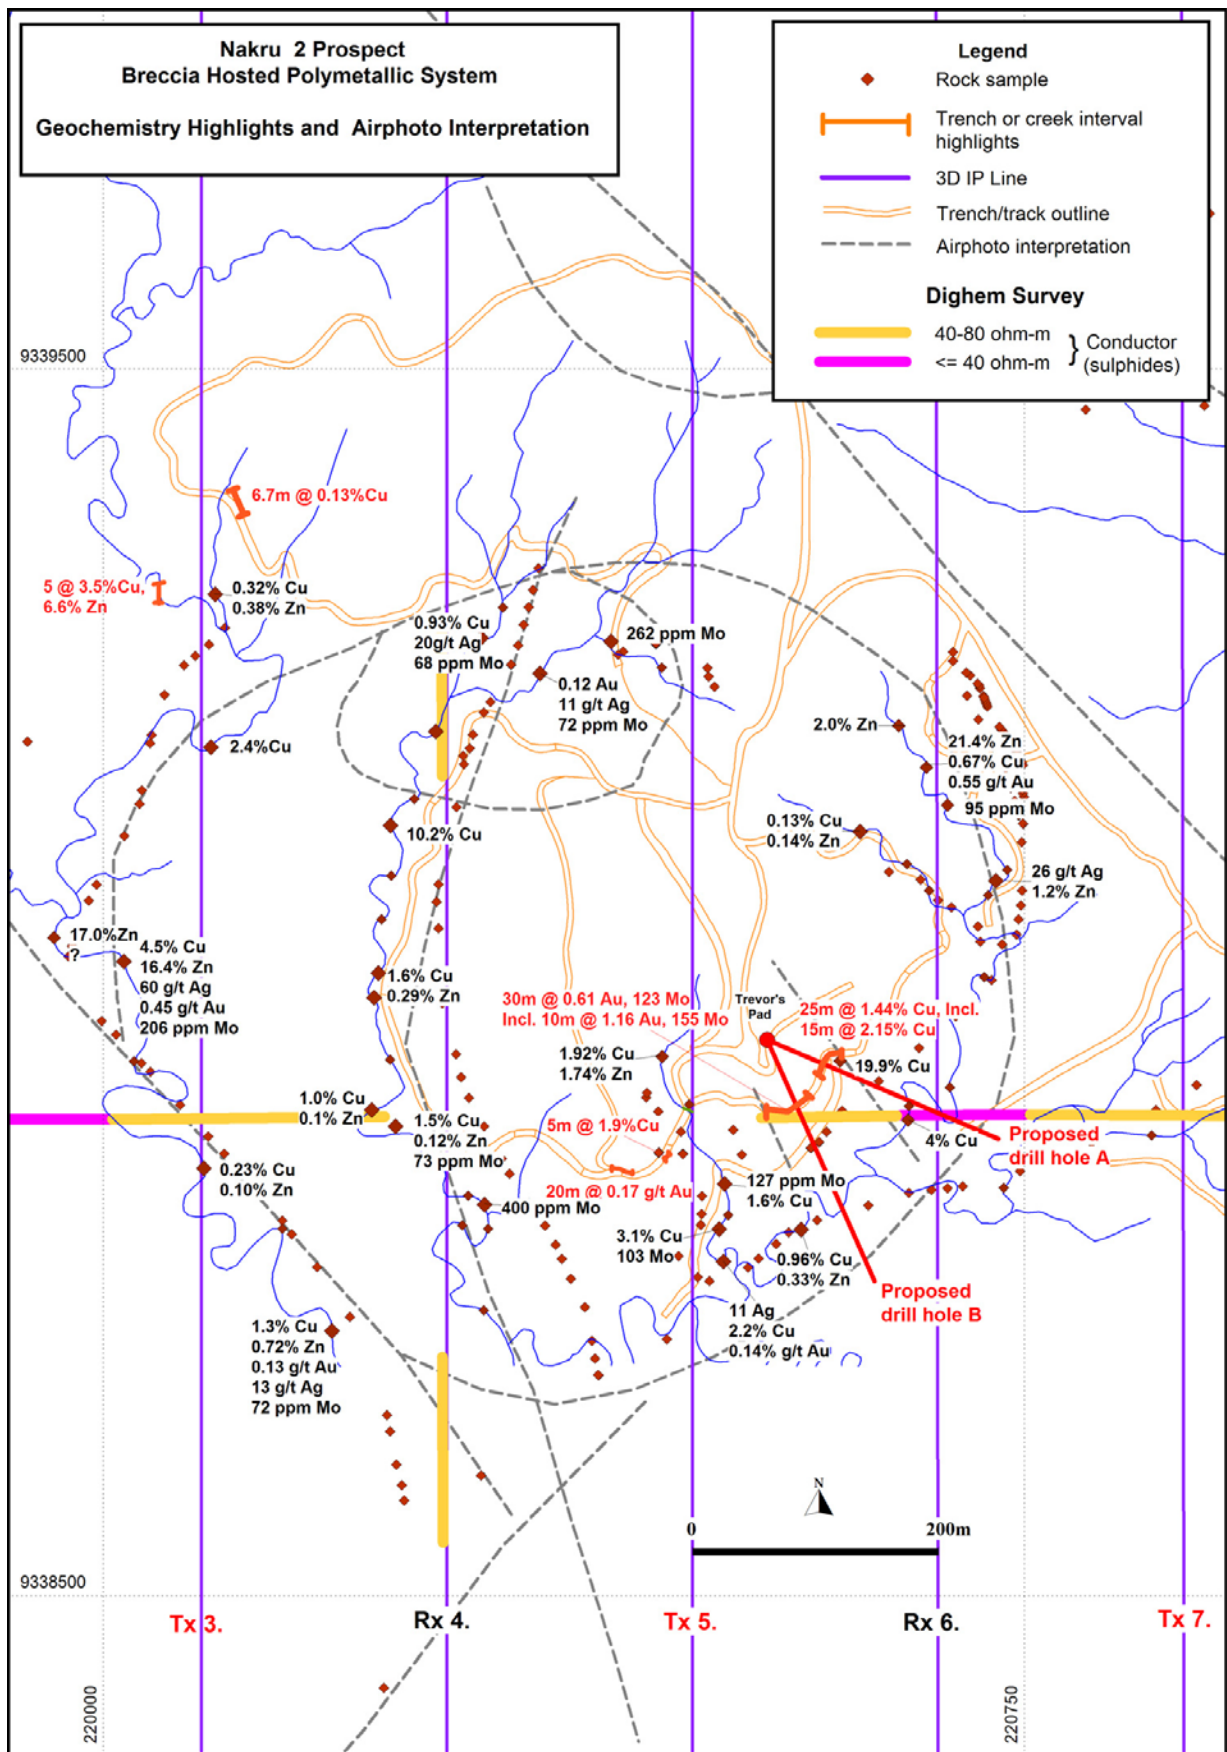 Nakru 2 Prospect
Breccia Hosted Polymetallic System
Geochemistry Highlights and Airphoto Interpretation
Legend
Rock sample
Trench or creek interval
highlights
3D IP Line
Trench/track outline
Airphoto interpretation
Dighem Survey
40-80 ohm-m
<= 40 ohm-m
} Conductor
(sulphides)
9339500
6.7m @ 0.13%Cu
5 @ 3.5%Cu,
6.6% Zn
0.32% Cu
0.38% Zn
0.93% Cu
20g/t Ag
68 ppm Mo
262 ppm Mo
0.12 Au
11 g/t Ag
72 ppm Mo
2.4%Cu
2.0% Zn
21.4% Zn
0.67% Cu
0.55 g/t Au
95 ppm Mo
10.2% Cu
0.13% Cu
0.14% Zn
26 g/t Ag
1.2% Zn
17.0%Zn
?
4.5% Cu
16.4% Zn
60 g/t Ag
0.45 g/t Au
206 ppm Mo
1.6% Cu
0.29% Zn
30m @ 0.61 Au, 123 Mo
Incl. 10m @ 1.16 Au, 155 Mo
Trevor's
Pad
25m @ 1.44% Cu, Incl.
15m @ 2.15% Cu
1.92% Cu
1.74% Zn
19.9% Cu
1.0% Cu
0.1% Zn
1.5% Cu
0.12% Zn
73 ppm Mo
5m @ 1.9%Cu
4% Cu
Proposed
drill hole A
0.23% Cu
0.10% Zn
20m @ 0.17 g/t Au
127 ppm Mo
1.6% Cu
400 ppm Mo
3.1% Cu
103 Mo
0.96% Cu
0.33% Zn
Proposed
drill hole B
11 Ag
2.2% Cu
0.14% g/t Au
1.3% Cu
0.72% Zn
0.13 g/t Au
13 g/t Ag
72 ppm Mo
N
0 200m
9338500
Tx 3. Rx 4. Tx 5. Rx 6. Tx 7.
220000 220750